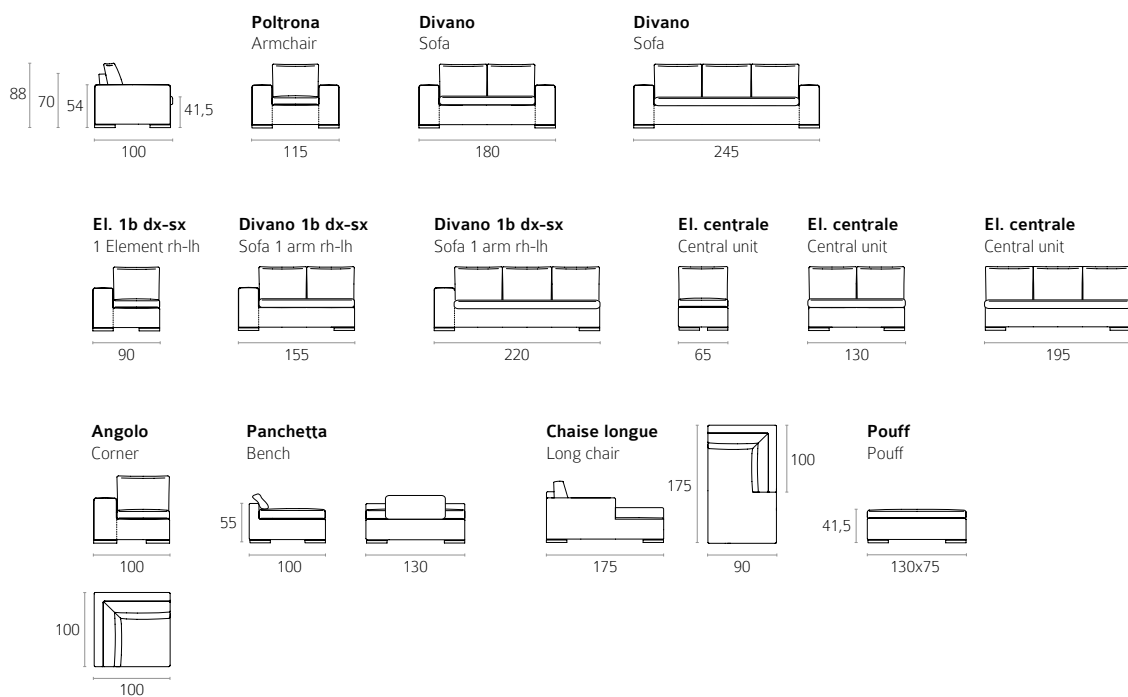 Poltrona
Armchair
Divano
Sofa
Divano
Sofa
88
70
54
41,5
100
115
180
245
El. 1b dx-sx
1 Element rh-lh
Divano 1b dx-sx
Sofa 1 arm rh-lh
Divano 1b dx-sx
Sofa 1 arm rh-lh
El. centrale
Central unit
El. centrale
Central unit
El. centrale
Central unit
90
155
220
65
130
195
Angolo
Corner
Panchetta
Bench
Chaise longue
Long chair
Pouff
Pouff
55
175
100
41,5
100
100
130
175
90
130x75
100
100